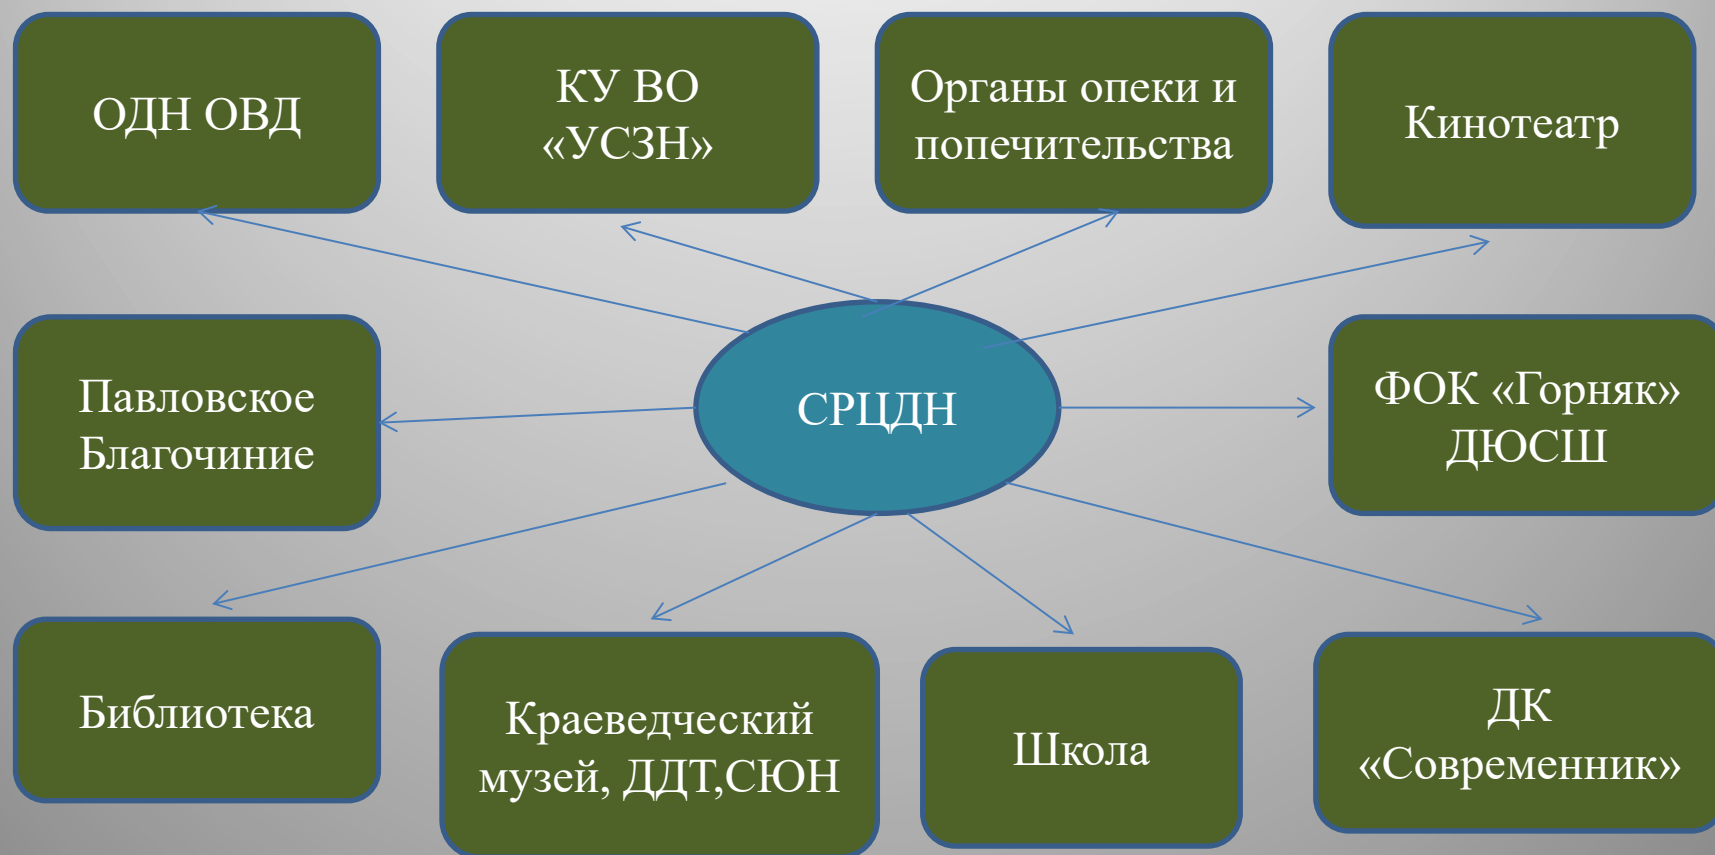 ОДН ОВД
КУ ВО
«УСЗН»
Органы опеки и
попечительства
Кинотеатр
Павловское
Благочиние
СРЦДН
ФОК «Горняк»
ДЮСШ
Библиотека
Краеведческий
музей, ДДТ,СЮН
Школа
ДК
«Современник»